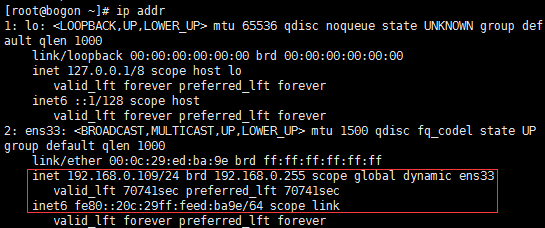 [root@bogon ~]# ip addr
1: lo: <LOOPBACK,UP,LOWER_UP> mtu 65536 qdisc noqueue state UNKNOWN group def
ault qlen 1000
link/loopback 00:00:00:00:00:00 brd 00:00:00:00:00:00
inet 127.0.0.1/8 scope host lo
valid_lft forever preferred_lft forever
inet6 ::1/128 scope host
valid_lft forever preferred_lft forever
2: ens33: <BROADCAST,MULTICAST,UP,LOWER_UP> mtu 1500 qdisc fq_codel state UP
group default qlen 1000
link/ether 00:0c:29:ed:ba:9e brd ff:ff:ff:ff:ff:ff
inet 192.168.0.109/24 brd 192.168.0.255 scope global dynamic ens33
valid_lft 70741sec preferred_lft 70741sec
inet6 fe80::20c:29ff:feed:ba9e/64 scope link
valid_lft forever preferred_lft forever